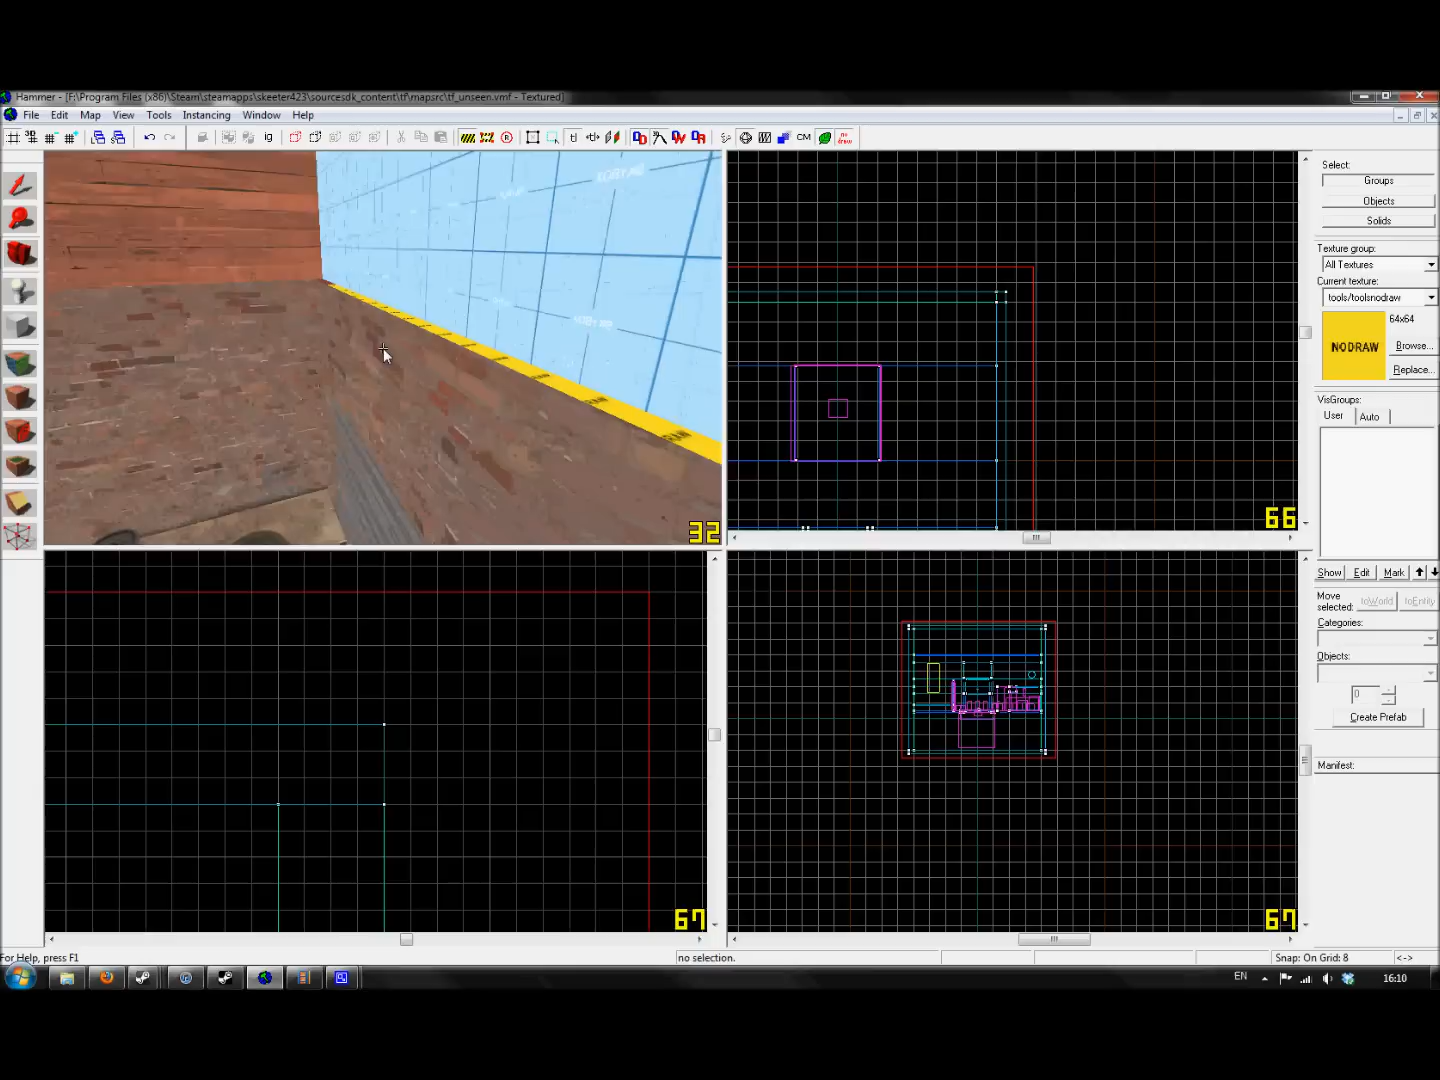 Hammer - [F:\Program Files (x86)\Steam\steamapps\skeeter423\sourcesdk_content\tf\mapsrc\tf_unseen.vmf - Textured]
File Edit Map View Tools Instancing Window Help
ig
CM
Select:
Groups
Objects
Solids
Texture group:
All Textures
Current texture:
tools/toolsnodraw
64x64
NODRAW
Browse...
Replace...
VisGroups:
User Auto
32
66
Show Edit Mark
Move selected:
toWorld toEntity
Categories:
Objects:
0
Create Prefab
Manifest:
67
67
For Help, press F1
no selection.
Snap: On Grid: 8
<->
EN
16:10